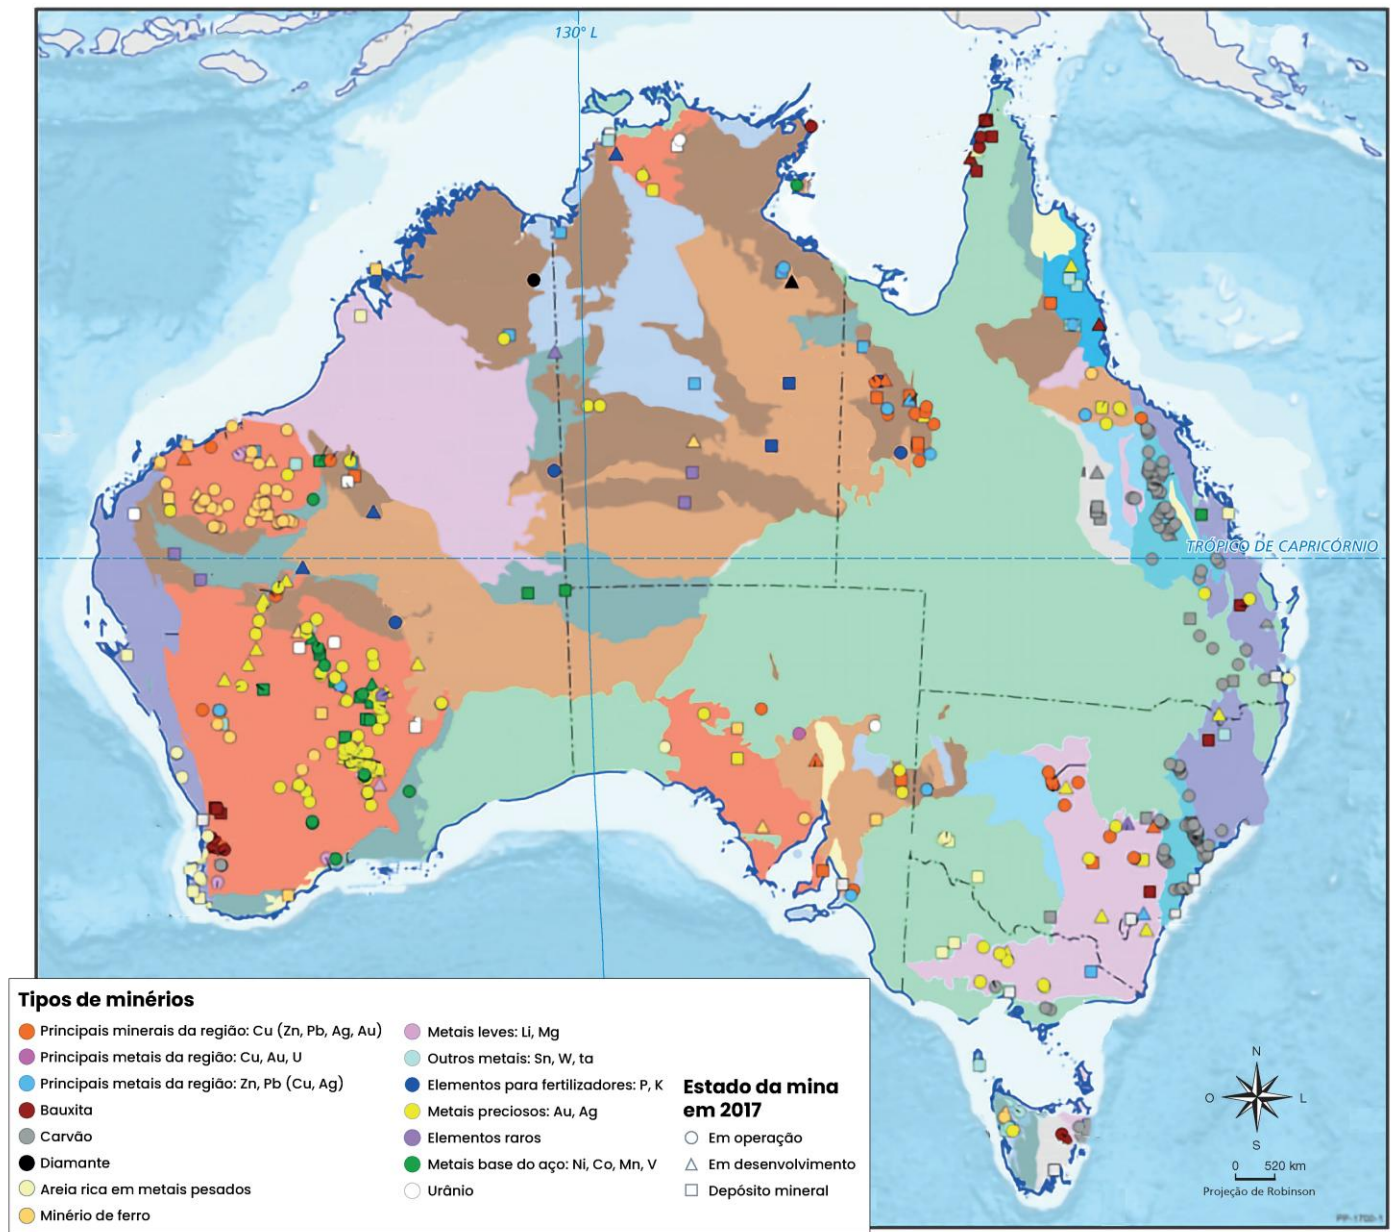 130° L
TRÓPICO DE CAPRICÓRNIO
Tipos de minérios
Principais minerais da região: Cu (Zn, Pb, Ag, Au)
Principais metais da região: Cu, Au, U
Principais metais da região: Zn, Pb (Cu, Ag)
Bauxita
Carvão
Diamante
Areia rica em metais pesados
Minério de ferro
Metais leves: Li, Mg
Outros metais: Sn, W, ta
Elementos para fertilizadores: P, K
Metais preciosos: Au, Ag
Elementos raros
Metais base do aço: Ni, Co, Mn, V
Urânio
Estado da mina
em 2017
Em operação
Em desenvolvimento
Depósito mineral
N
O
L
S
0 520 km
Projeção de Robinson